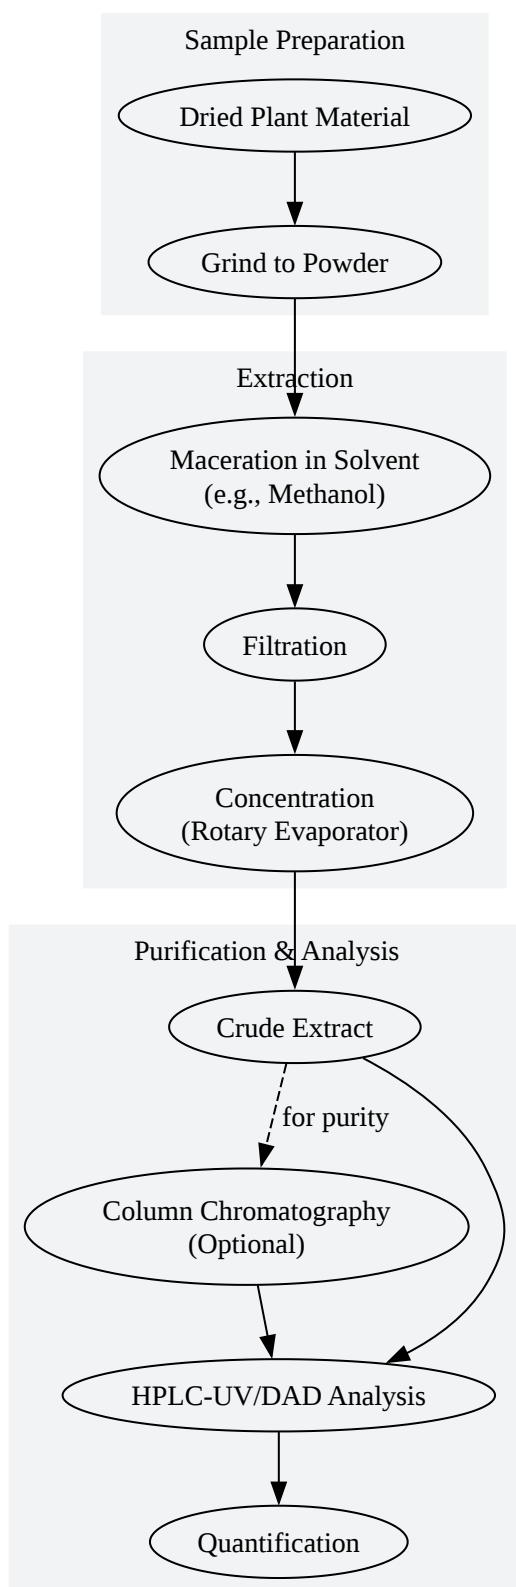 Sample Preparation
Dried Plant Material
Grind to Powder
Extraction
Maceration in Solvent
(e.g., Methanol)
Filtration
Concentration
(Rotary Evaporator)
Purification & Analysis
Crude Extract
for purity
Column Chromatography
(Optional)
HPLC-UV/DAD Analysis
Quantification